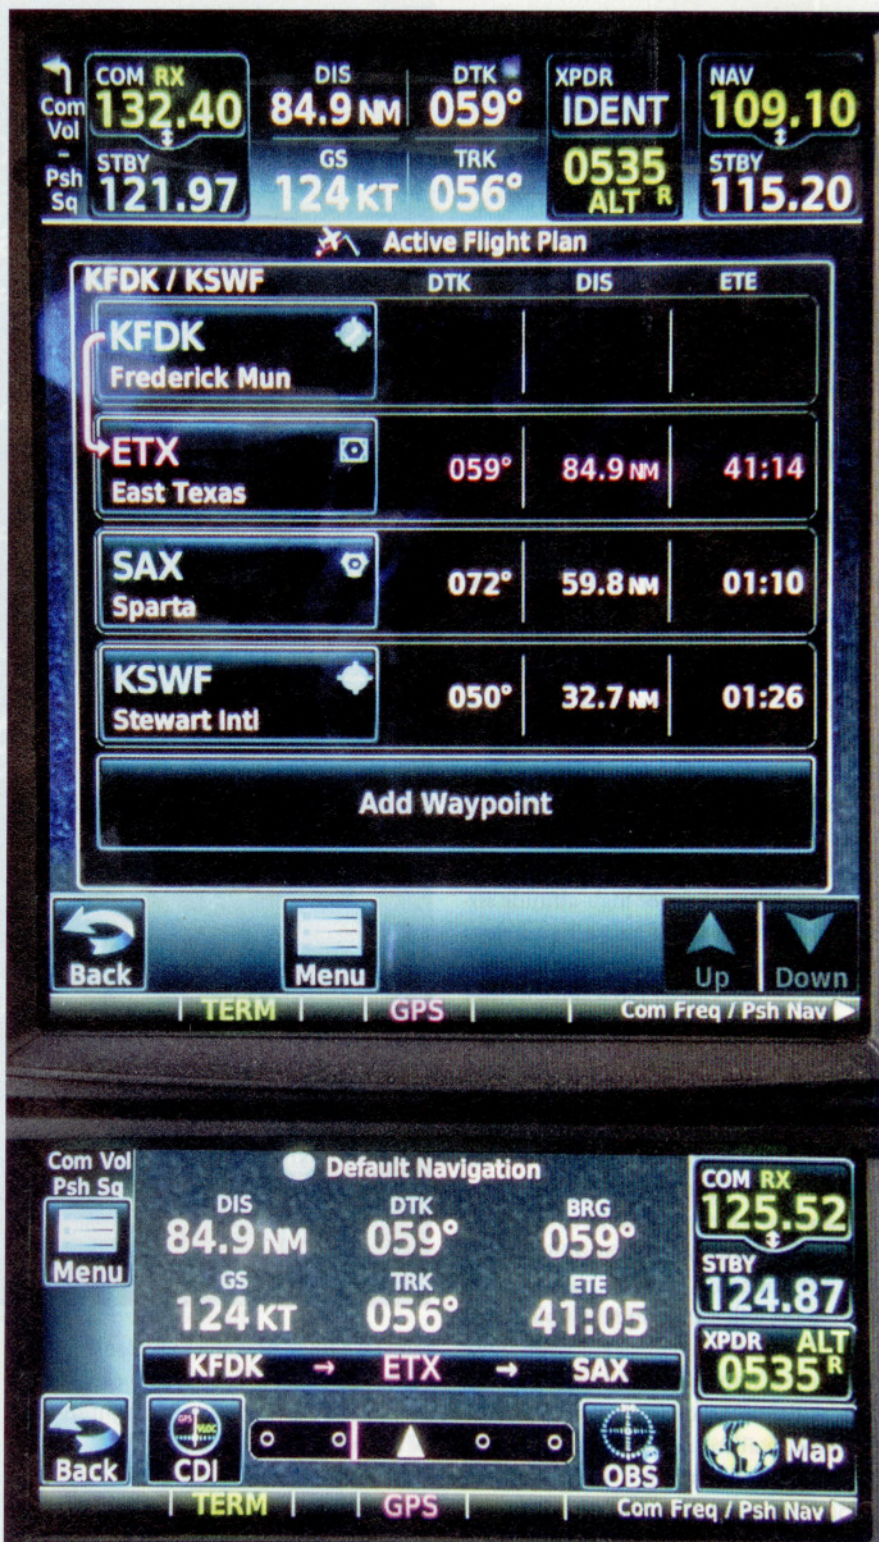 COM RX DIS DTK XPDR NAV
Com Vol - Psh Sq
132.40 84.9 NM 059° IDENT 109.10
STBY GS TRK 0535 STBY
121.97 124 KT 056° ALT R 115.20
Active Flight Plan
KFDK / KSWF DTK DIS ETE
KFDK
Frederick Mun
ETX 059° 84.9 NM 41:14
East Texas
SAX 072° 59.8 NM 01:10
Sparta
KSWF 050° 32.7 NM 01:26
Stewart Intl
Add Waypoint
Back Menu Up Down
TERM GPS Com Freq / Psh Nav
Com Vol
Psh Sq
Default Navigation
COM RX
DIS DTK BRG 125.52
84.9 NM 059° 059°
Menu GS TRK ETE STBY
124 KT 056° 41:05 124.87
XPDR ALT
KFDK → ETX → SAX 0535 R
GPS VLOC
Back CDI OBS Map
TERM GPS Com Freq / Psh Nav